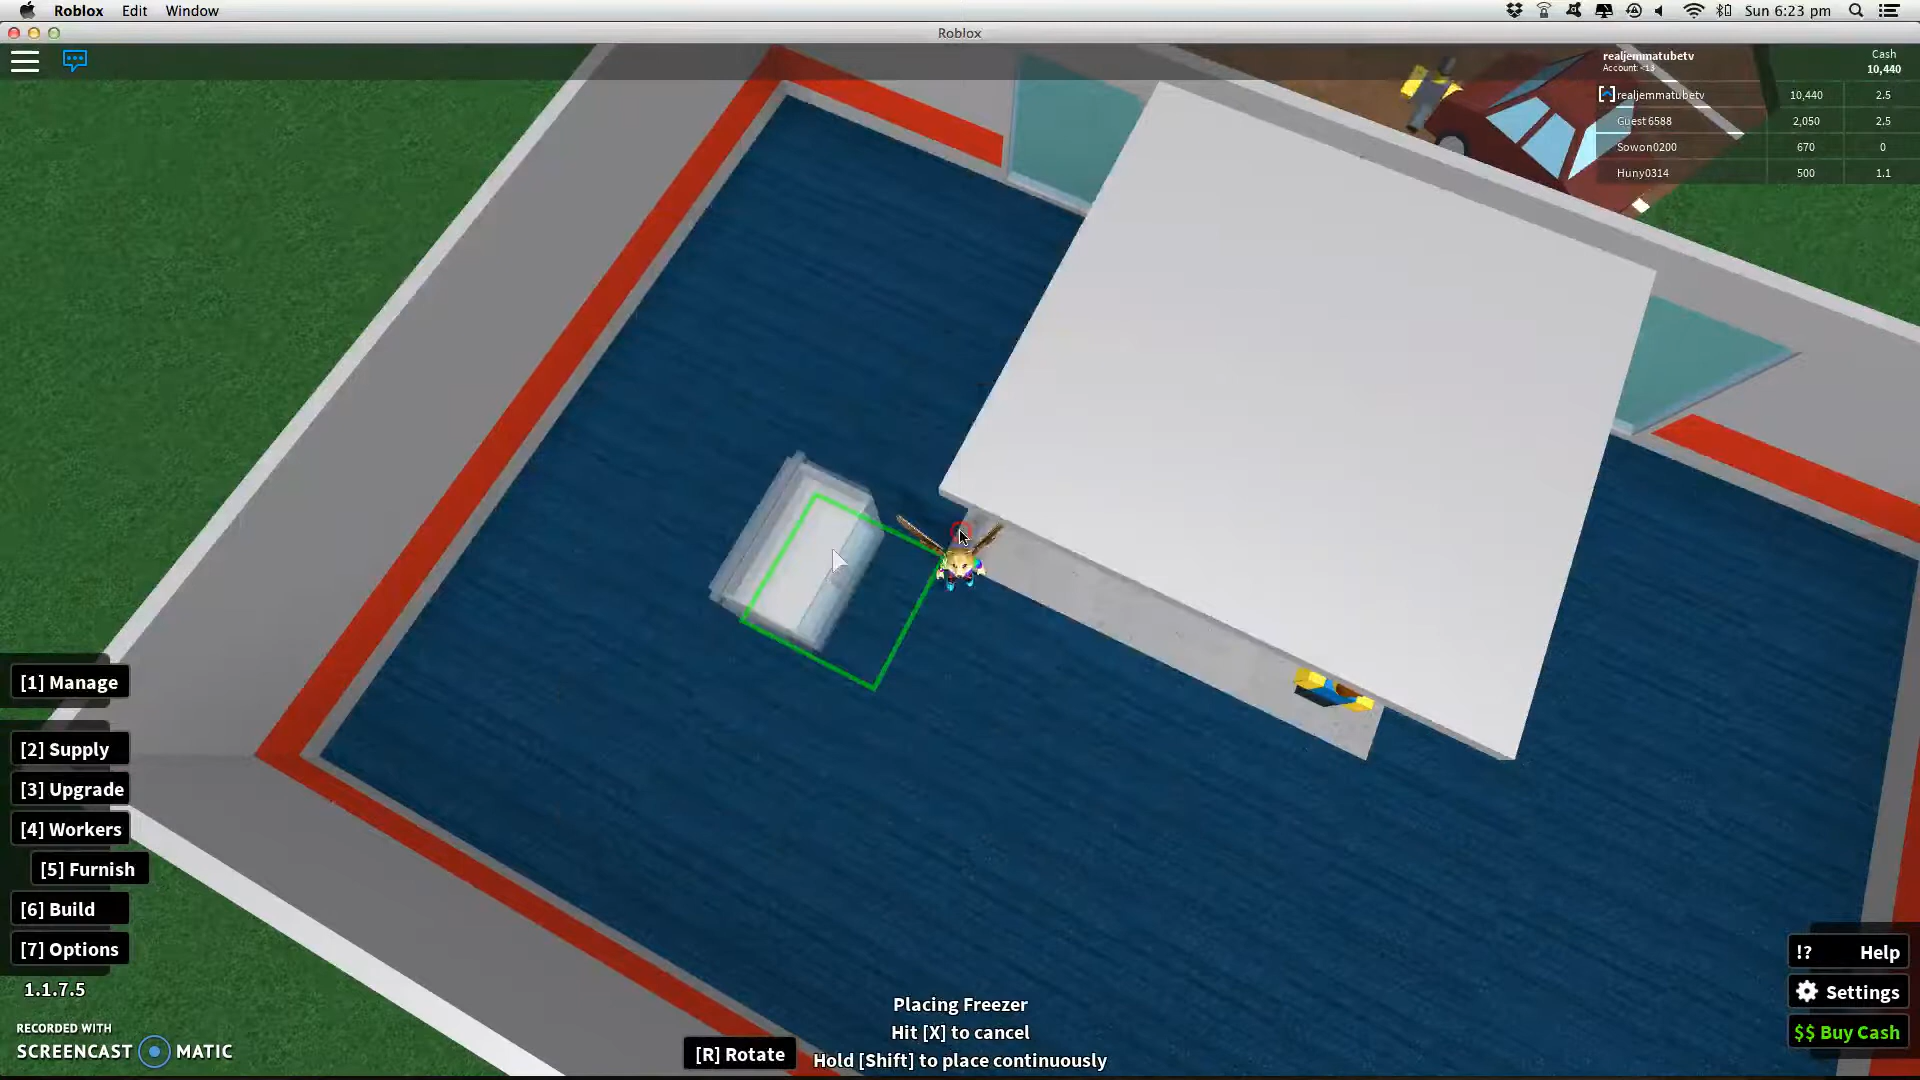 Roblox Edit Window
Sun 6:23 pm
Roblox
realjemmatubetv
Account: <13
Cash
10,440
realjemmatubetv 10,440 2.5
Guest 6588 2,050 2.5
Sowon0200 670 0
Huny0314 500 1.1
[1] Manage
[2] Supply
[3] Upgrade
[4] Workers
[5] Furnish
[6] Build
[7] Options
1.1.7.5
RECORDED WITH
SCREENCAST MATIC
Placing Freezer
Hit [X] to cancel
[R] Rotate
Hold [Shift] to place continuously
!? Help
Settings
$$ Buy Cash